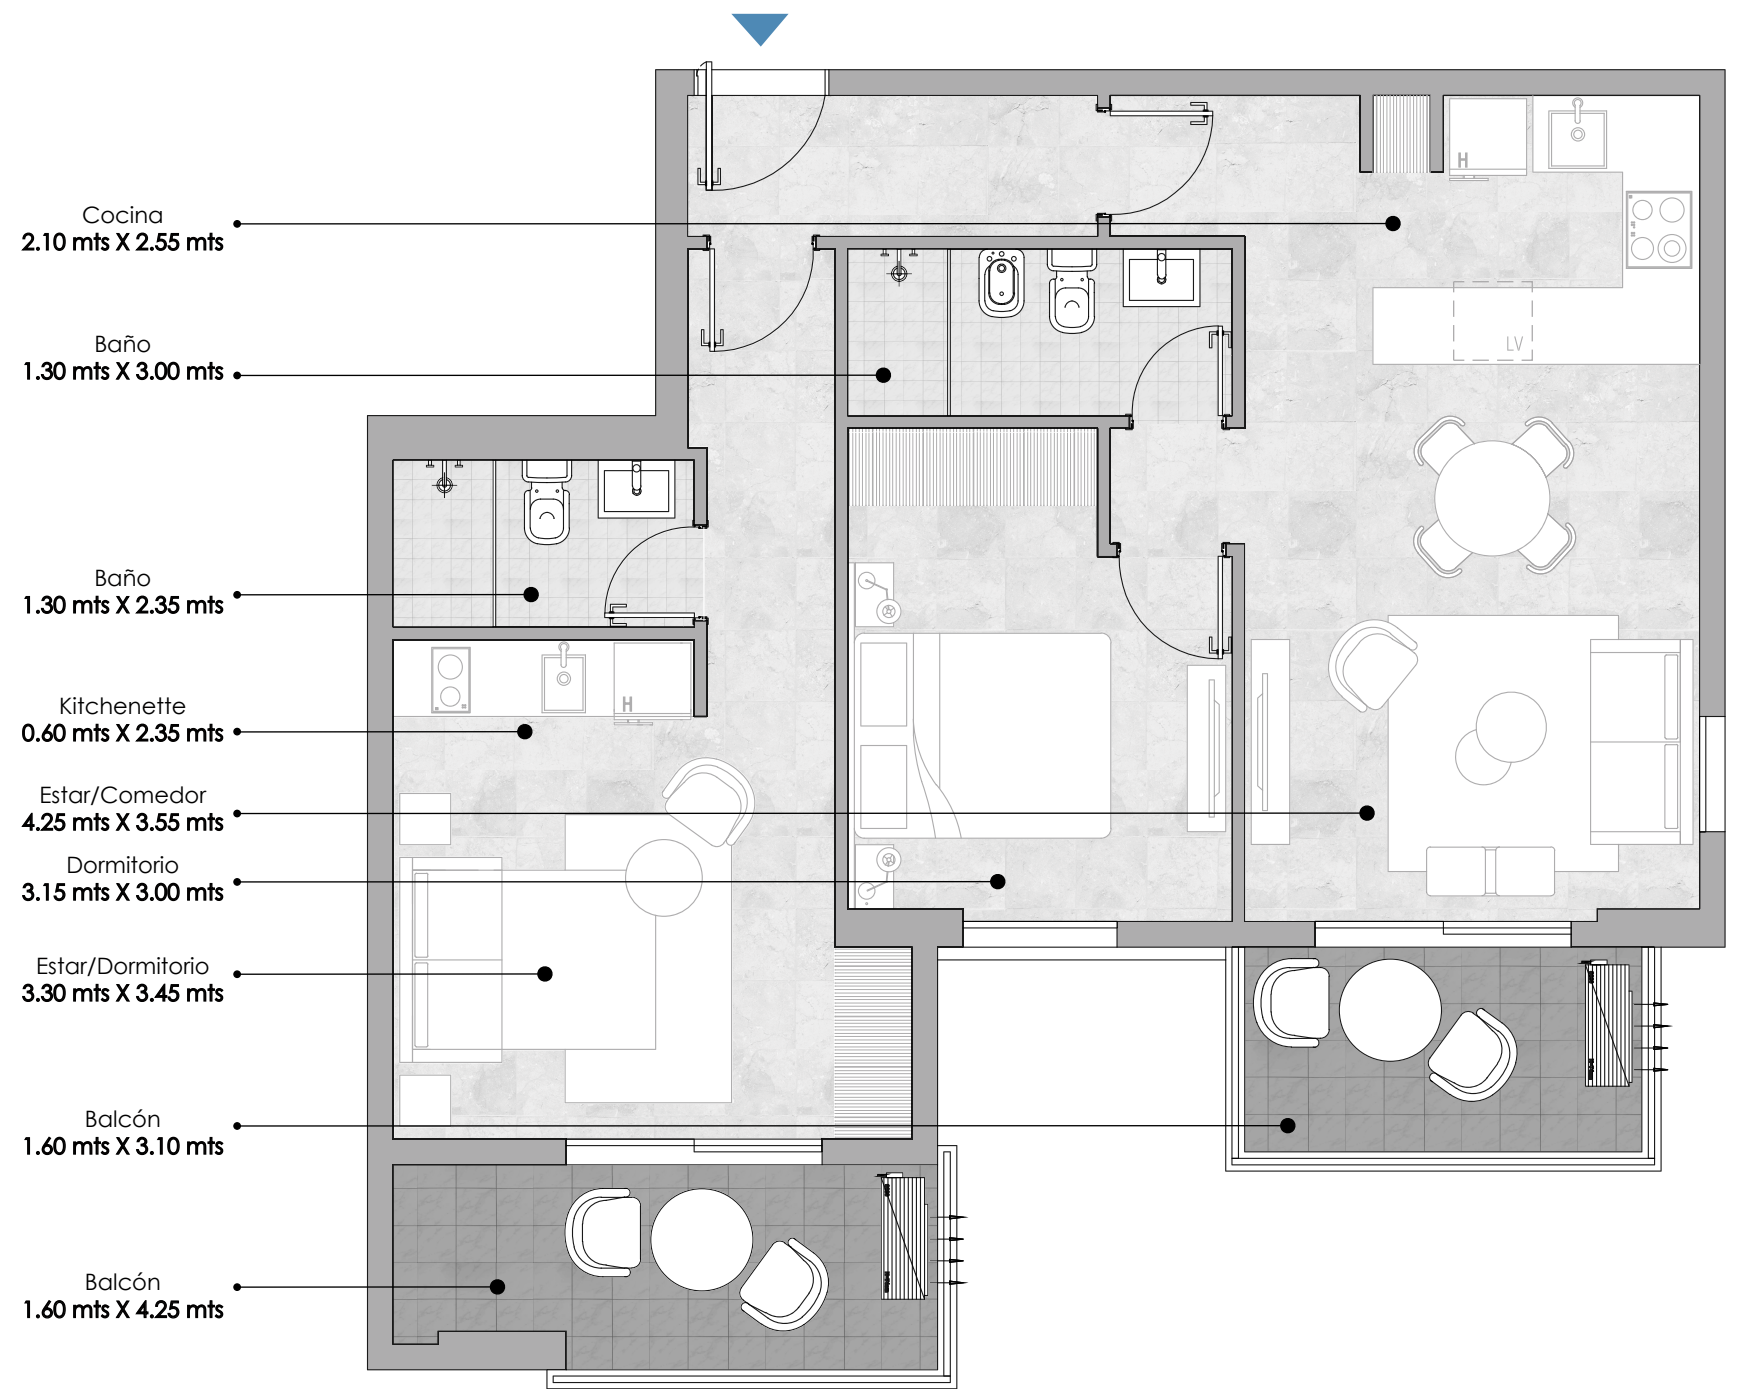 Cocina
2.10 mts X 2.55 mts
Baño
1.30 mts X 3.00 mts
Baño
1.30 mts X 2.35 mts
Kitchenette
0.60 mts X 2.35 mts
Estar/Comedor
4.25 mts X 3.55 mts
Dormitorio
3.15 mts X 3.00 mts
Estar/Dormitorio
3.30 mts X 3.45 mts
Balcón
1.60 mts X 3.10 mts
Balcón
1.60 mts X 4.25 mts
H
LV
H